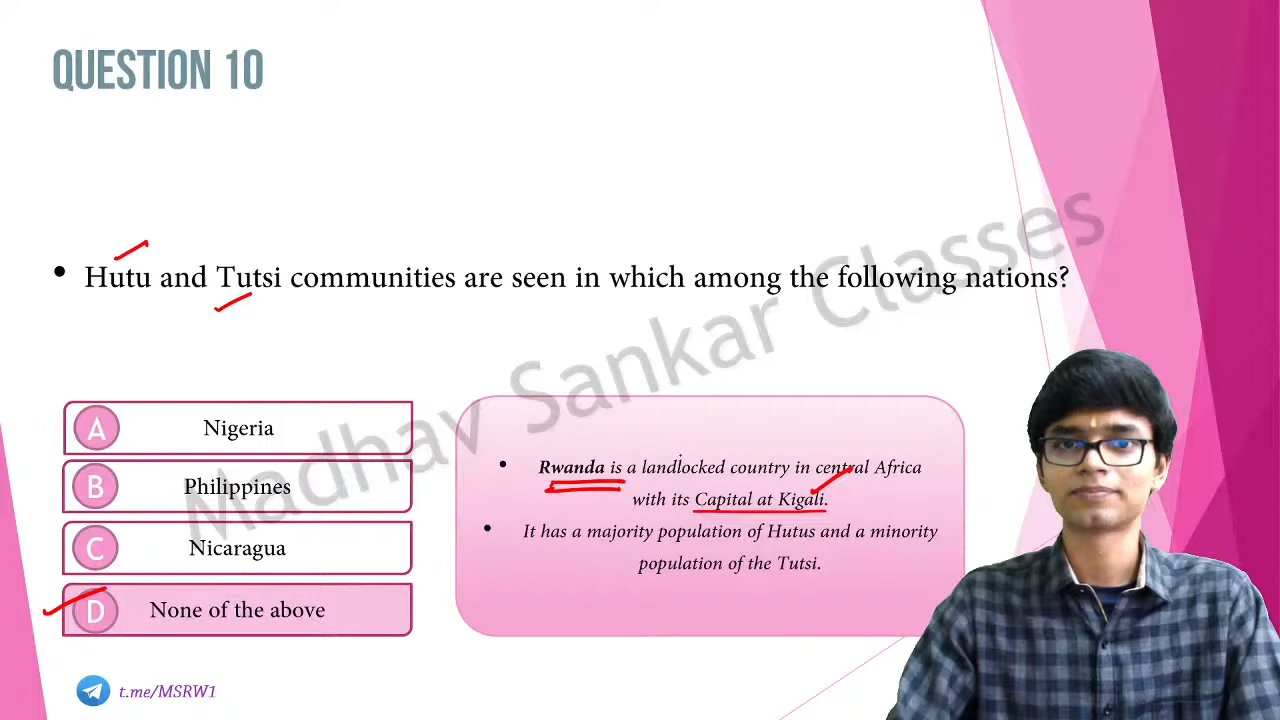 QUESTION 10
• Hutu and Tutsi communities are seen in which among the following nations?
A Nigeria
B Philippines
C Nicaragua
D None of the above
• Rwanda is a landlocked country in central Africa
with its Capital at Kigali.
• It has a majority population of Hutus and a minority
population of the Tutsi.
Madhav Sankar Classes
t.me/MSRW1